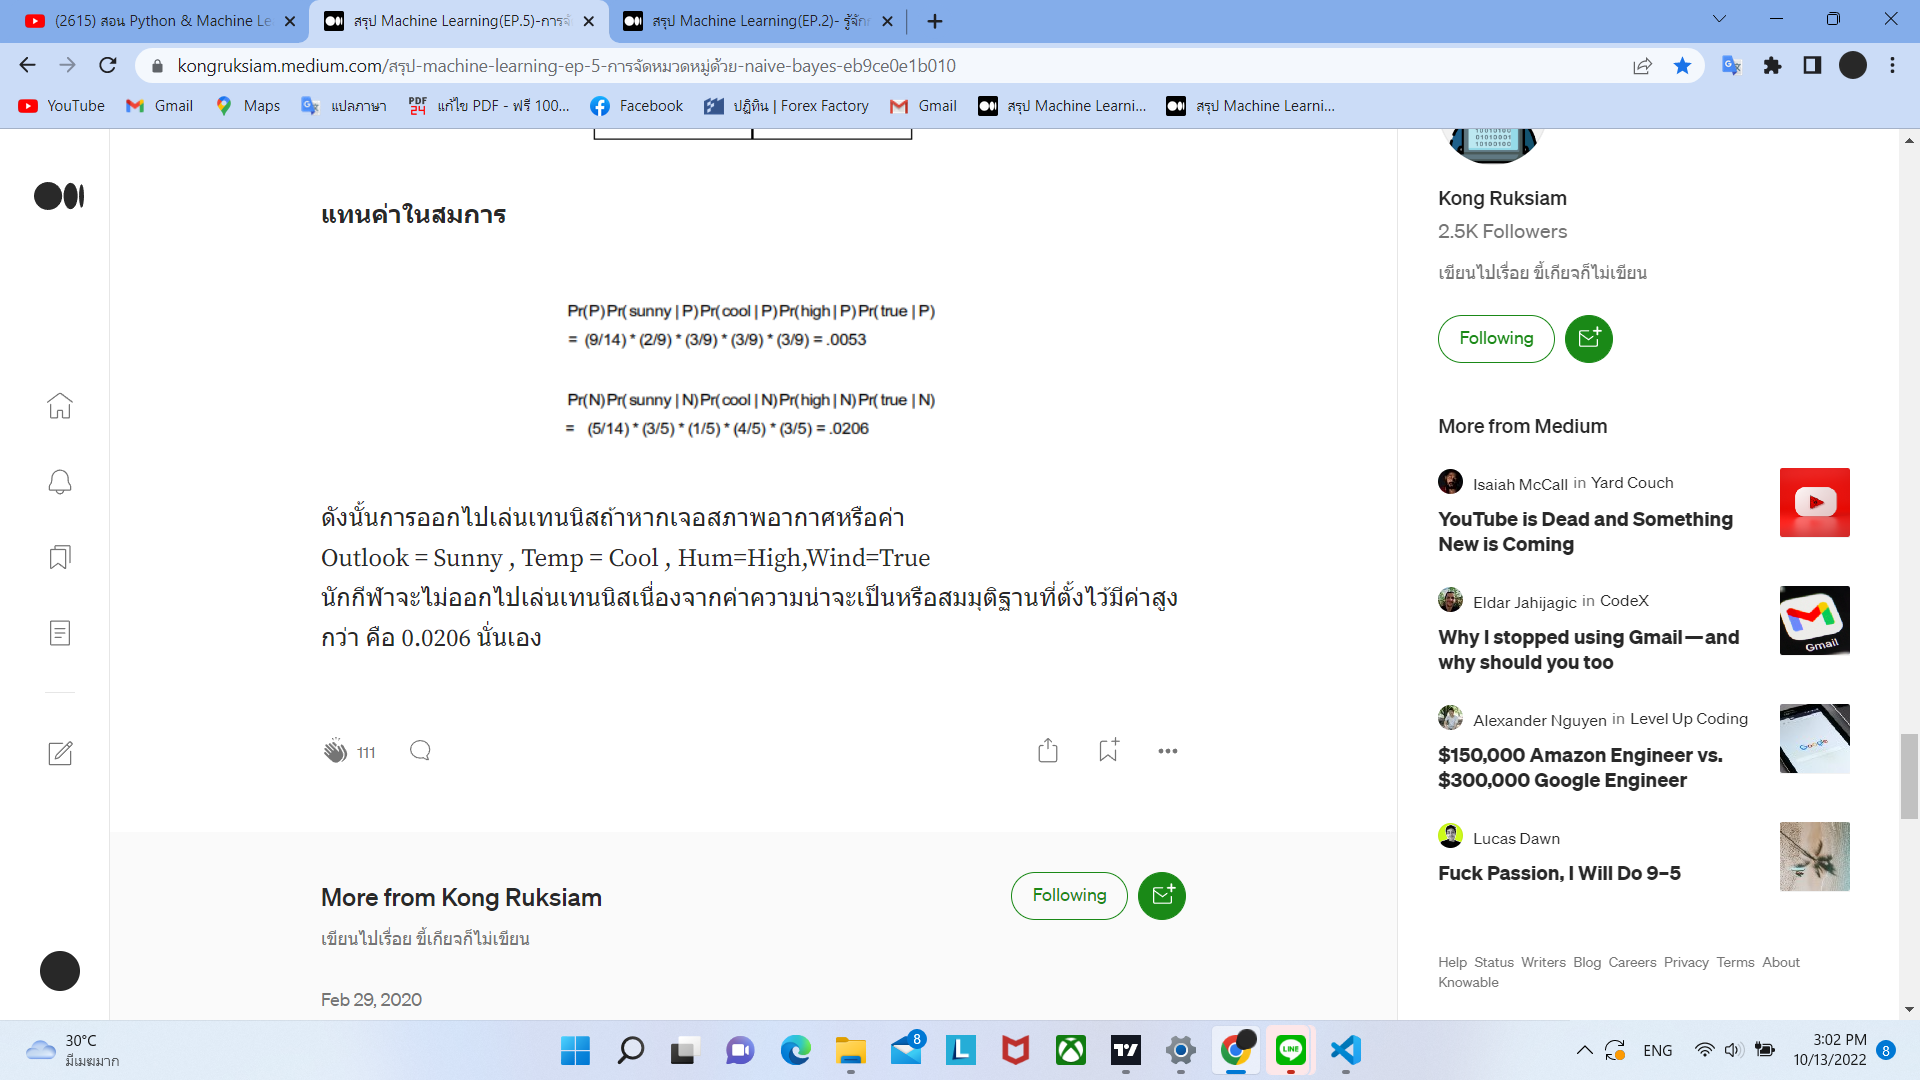 (2615) สอน Python & Machine Le
สรุป Machine Learning(EP.5)-การจั
สรุป Machine Learning(EP.2)- รู้จัก
kongruksiam.medium.com/สรุป-machine-learning-ep-5-การจัดหมวดหมู่ด้วย-naive-bayes-eb9ce0e1b010
YouTube
Gmail
Maps
แปลภาษา
แก้ไข PDF - ฟรี 100...
Facebook
ปฏิทิน | Forex Factory
Gmail
สรุป Machine Learni...
สรุป Machine Learni...
แทนค่าในสมการ
Pr(P)Pr(sunny | P)Pr(cool | P)Pr(high | P)Pr(true | P)
= (9/14) * (2/9) * (3/9) * (3/9) * (3/9) = .0053
Pr(N)Pr(sunny | N)Pr(cool | N)Pr(high | N)Pr(true | N)
= (5/14) * (3/5) * (1/5) * (4/5) * (3/5) = .0206
ดังนั้นการออกไปเล่นเทนนิสถ้าหากเจอสภาพอากาศหรือค่า
Outlook = Sunny , Temp = Cool , Hum=High,Wind=True
นักกีฬาจะไม่ออกไปเล่นเทนนิสเนื่องจากค่าความน่าจะเป็นหรือสมมุติฐานที่ตั้งไว้มีค่าสูง
กว่า คือ 0.0206 นั่นเอง
111
More from Kong Ruksiam
Following
เขียนไปเรื่อย ขี้เกียจก็ไม่เขียน
Feb 29, 2020
10010100
01010001
10100100
Kong Ruksiam
2.5K Followers
เขียนไปเรื่อย ขี้เกียจก็ไม่เขียน
Following
More from Medium
Isaiah McCall in Yard Couch
YouTube is Dead and Something
New is Coming
Eldar Jahijagic in CodeX
Why I stopped using Gmail — and
why should you too
Gmail
Alexander Nguyen in Level Up Coding
$150,000 Amazon Engineer vs.
$300,000 Google Engineer
Google
Lucas Dawn
Fuck Passion, I Will Do 9–5
Help Status Writers Blog Careers Privacy Terms About
Knowable
30°C
มีเมฆมาก
8
LINE
ENG
3:02 PM
10/13/2022
8